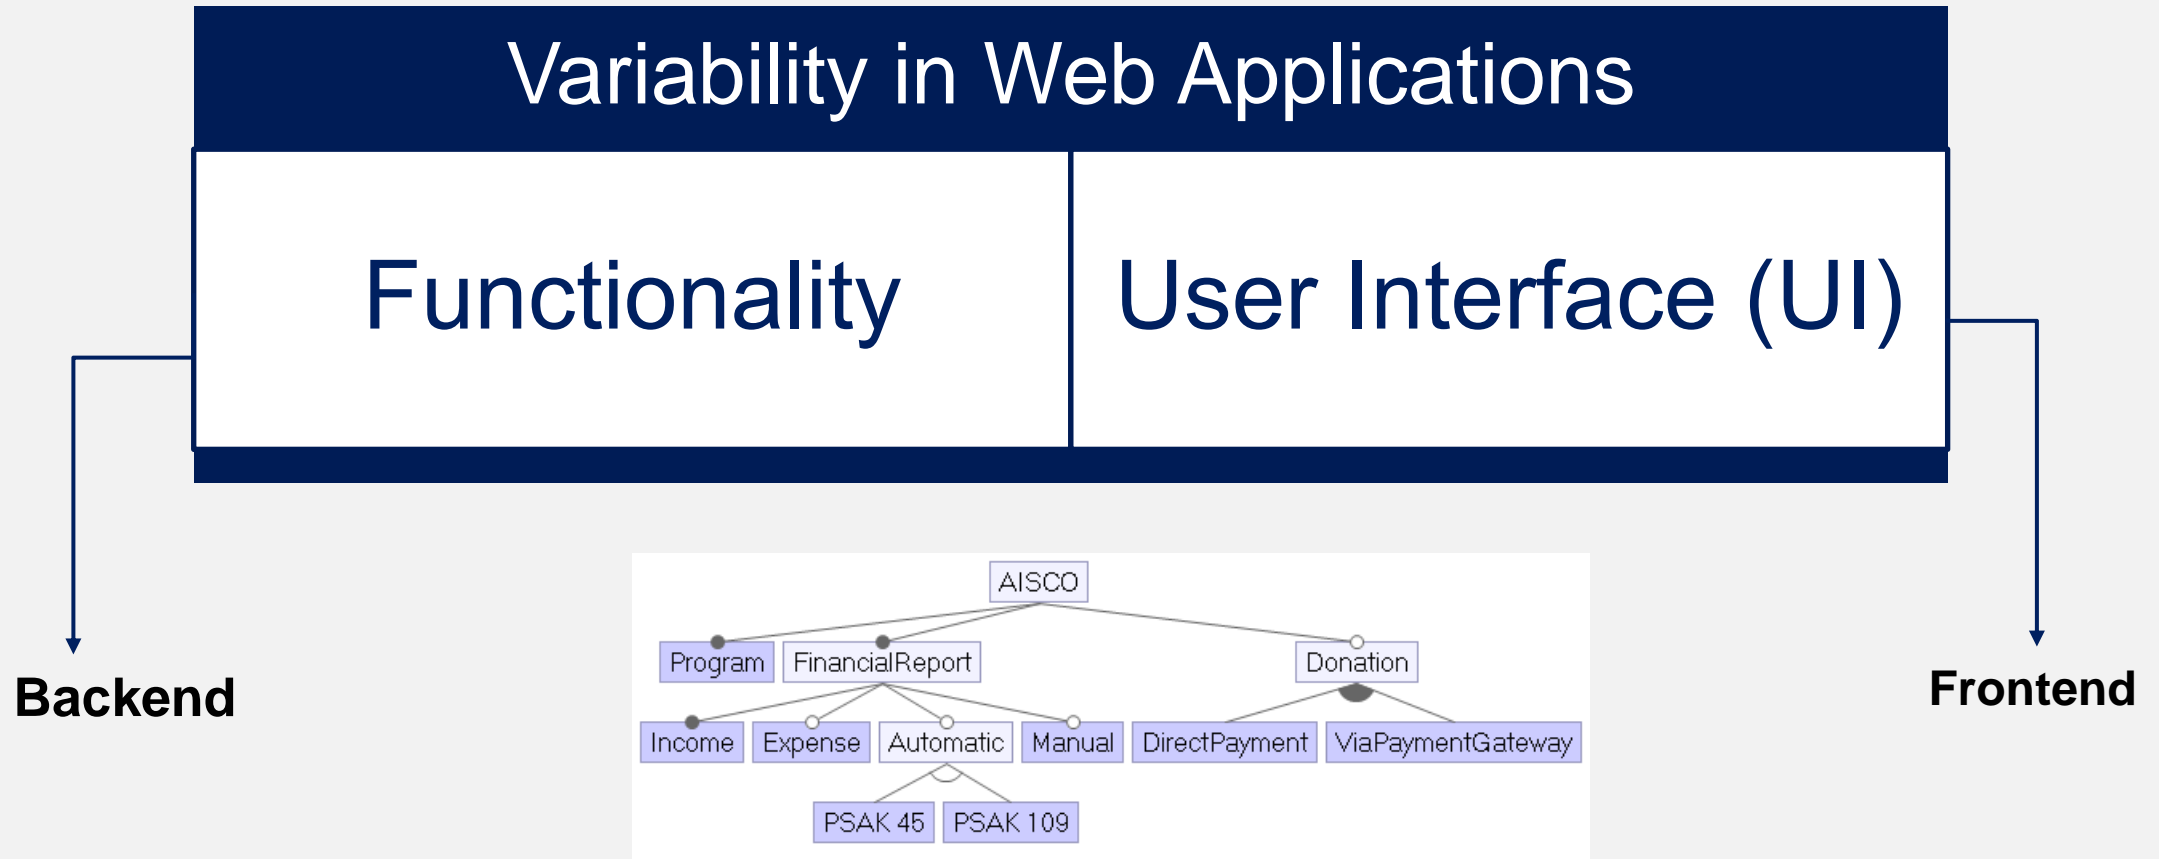 Variability in Web Applications
Functionality
User Interface (UI)
Backend
Frontend
AISCO
Program
FinancialReport
Donation
Income
Expense
Automatic
Manual
DirectPayment
ViaPaymentGateway
PSAK 45
PSAK 109